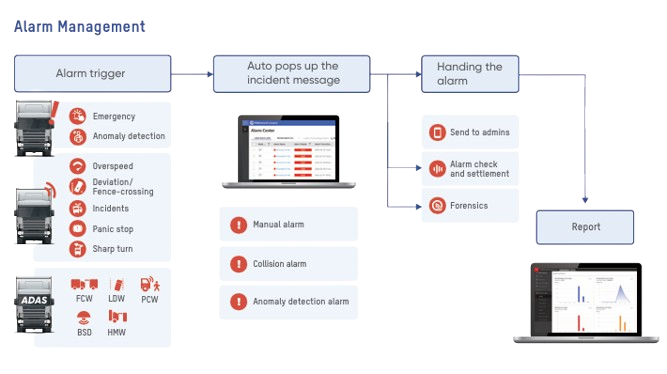 Alarm Management
Alarm trigger
Auto pops up the
incident message
Handing the
alarm
Emergency
Anomaly detection
Overspeed
Deviation/
Fence-crossing
Incidents
Panic stop
Sharp turn
ADAS
FCW
LDW
PCW
BSD
HMW
Alarm Center
Manual alarm
Collision alarm
Anomaly detection alarm
Send to admins
Alarm check
and settlement
Forensics
Report